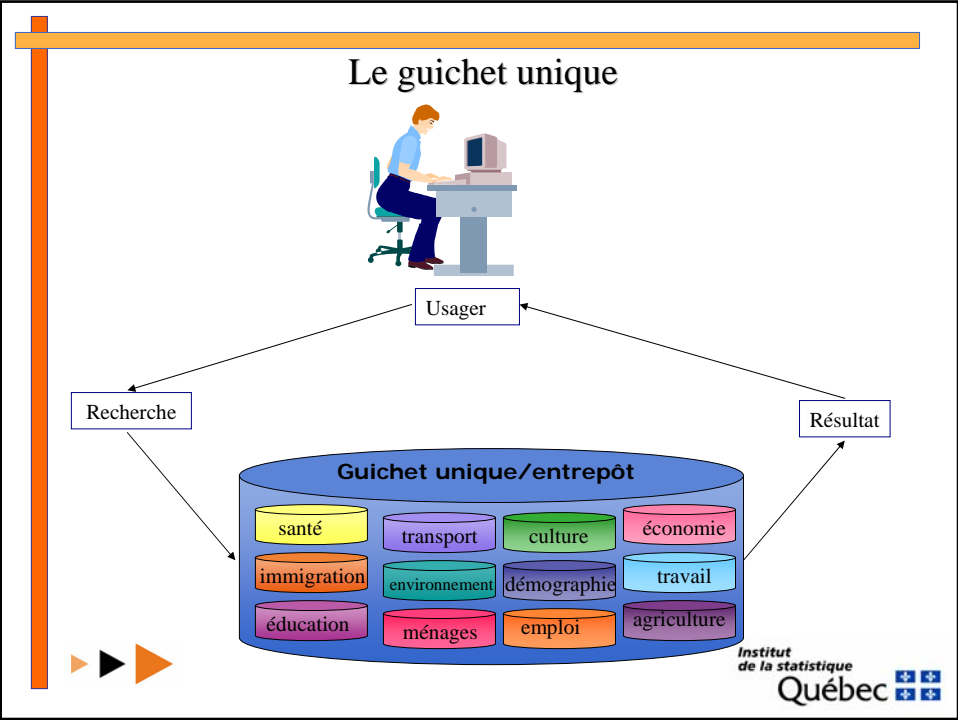 Le guichet unique
Usager
Recherche
Résultat
Guichet unique/entrepôt
santé
transport
culture
économie
immigration
environnement
démographie
travail
éducation
ménages
emploi
agriculture
Institut
de la statistique
Québec